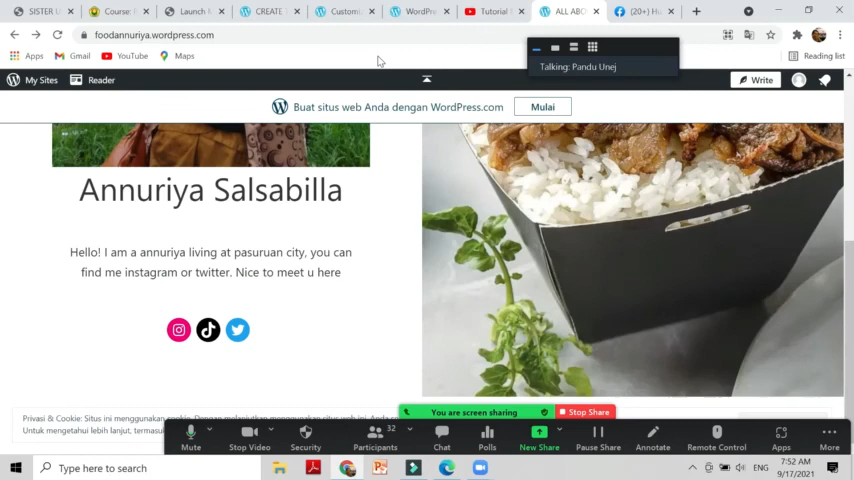 SISTER U
Course: I
Launch
CREATE
Customi
WordPre
Tutorial
ALL ABO
(20+) Hu
foodannuriya.wordpress.com
Apps
Gmail
YouTube
Maps
Reading list
Talking: Pandu Unej
My Sites
Reader
Write
Buat situs web Anda dengan WordPress.com
Mulai
Annuriya Salsabilla
Hello! I am a annuriya living at pasuruan city, you can
find me instagram or twitter. Nice to meet u here
Privasi & Cookie: Situs ini menggunakan cookie. Dengan melanjutkan menggunakan situs web ini, Anda
Untuk mengetahui lebih lanjut, termasu
You are screen sharing
Stop Share
Mute
Stop Video
Security
Participants
32
Chat
Polls
New Share
Pause Share
Annotate
Remote Control
Apps
More
Type here to search
ENG
7:52 AM
9/17/2021